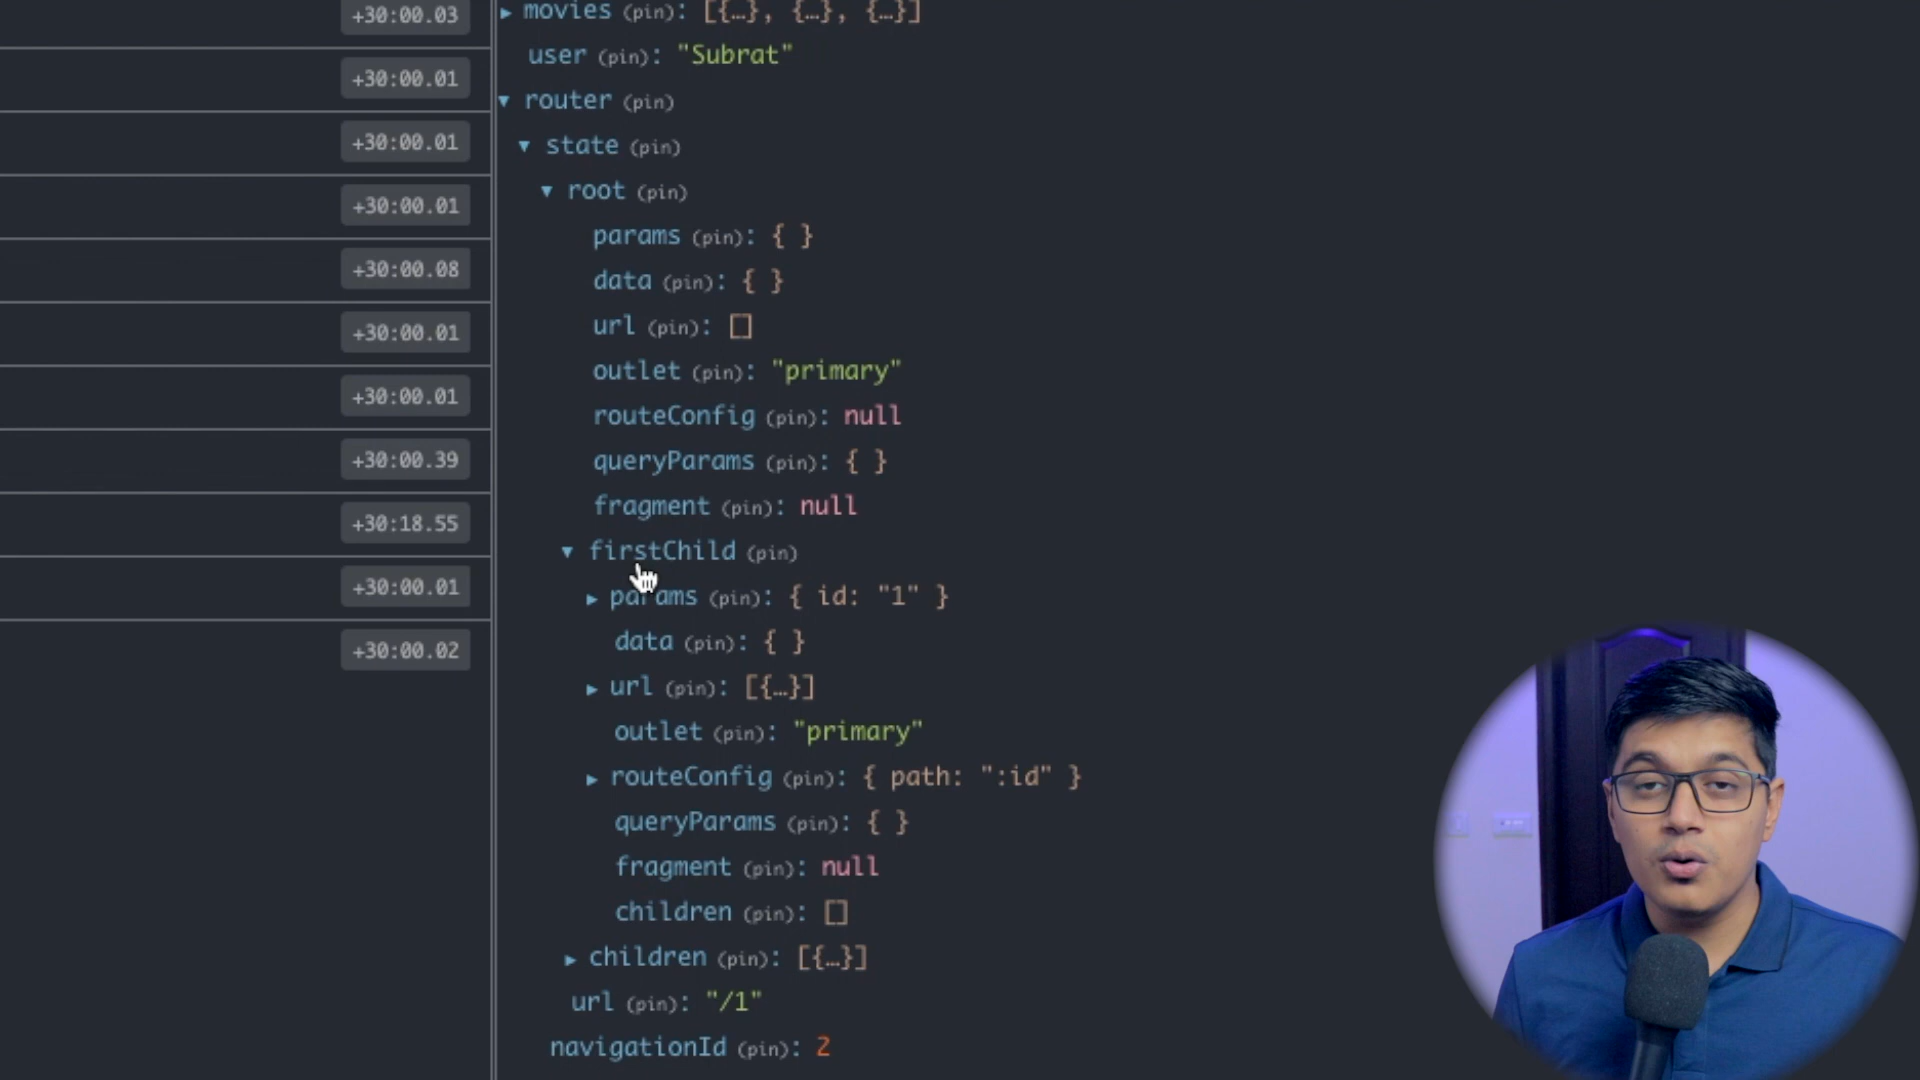 +30:00.03
+30:00.01
+30:00.01
+30:00.01
+30:00.08
+30:00.01
+30:00.01
+30:00.39
+30:18.55
+30:00.01
+30:00.02
▶ movies (pin): [{…}, {…}, {…}]
user (pin): "Subrat"
▼ router (pin)
▼ state (pin)
▼ root (pin)
params (pin): { }
data (pin): { }
url (pin): []
outlet (pin): "primary"
routeConfig (pin): null
queryParams (pin): { }
fragment (pin): null
▼ firstChild (pin)
▶ params (pin): { id: "1" }
data (pin): { }
▶ url (pin): [{…}]
outlet (pin): "primary"
▶ routeConfig (pin): { path: ":id" }
queryParams (pin): { }
fragment (pin): null
children (pin): []
▶ children (pin): [{…}]
url (pin): "/1"
navigationId (pin): 2